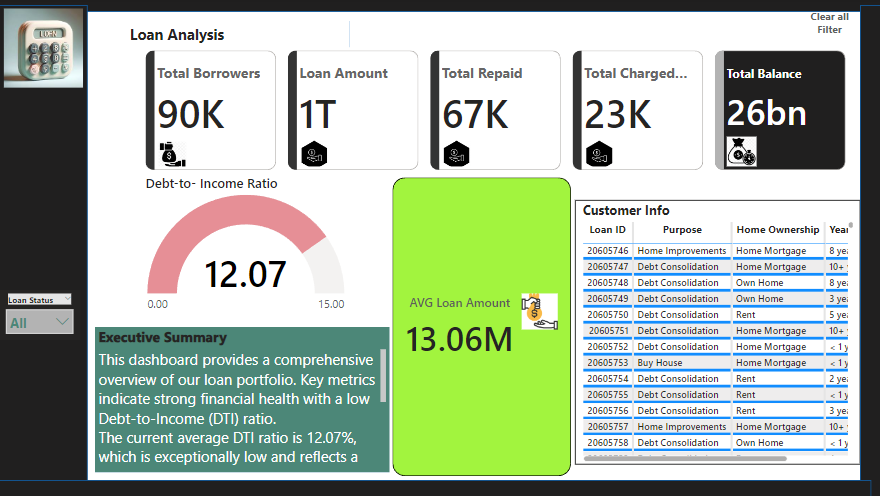 Clear all
Filter
Loan Analysis
LOEN
Total Borrowers
90K
Loan Amount
1T
Total Repaid
67K
Total Charged...
23K
Total Balance
26bn
Debt-to- Income Ratio
12.07
0.00
15.00
AVG Loan Amount
13.06M
Customer Info
Loan ID Purpose Home Ownership Year
20605746 Home Improvements Home Mortgage 8 yea
20605747 Debt Consolidation Home Mortgage 10+
20605748 Debt Consolidation Own Home 8 yea
20605749 Debt Consolidation Own Home 3 yea
20605750 Debt Consolidation Rent 5 yea
20605751 Debt Consolidation Home Mortgage 10+
20605752 Debt Consolidation Home Mortgage < 1 y
20605753 Buy House Home Mortgage < 1 y
20605754 Debt Consolidation Rent 2 yea
20605755 Debt Consolidation Rent < 1 y
20605756 Debt Consolidation Rent 3 yea
20605757 Home Improvements Home Mortgage 10+
20605758 Debt Consolidation Own Home < 1 y
Loan Status
All
Executive Summary
This dashboard provides a comprehensive
overview of our loan portfolio. Key metrics
indicate strong financial health with a low
Debt-to-Income (DTI) ratio.
The current average DTI ratio is 12.07%,
which is exceptionally low and reflects a